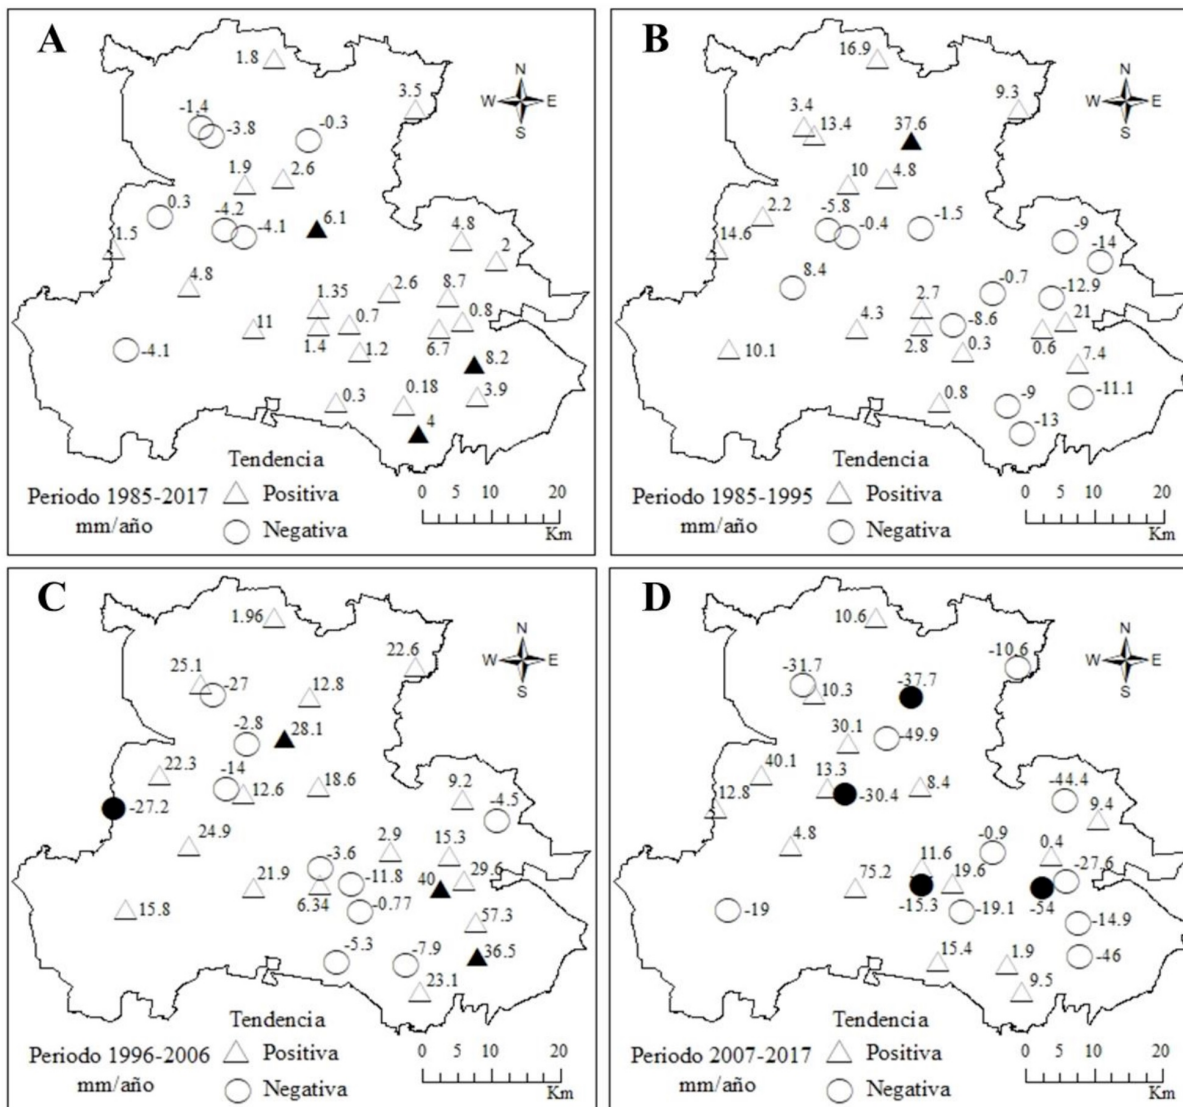 A
1.8
N
W E
S
3.5
-1.4
-3.8
-0.3
1.9
2.6
0.3
-4.2
-4.1
6.1
1.5
4.8
2
4.8
2.6
8.7
1.35
0.7
0.8
11
1.4
1.2
6.7
-4.1
8.2
0.3
0.18
3.9
4
Tendencia
Periodo 1985-2017
mm/año
Positiva
Negativa
0 5 10 20
Km
B
16.9
N
W E
S
9.3
3.4
13.4
37.6
10
4.8
2.2
-5.8
-0.4
-1.5
14.6
-9
-14
8.4
-0.7
-12.9
2.7
4.3
-8.6
21
2.8
0.3
0.6
10.1
7.4
0.8
-9
-11.1
-13
Tendencia
Periodo 1985-1995
mm/año
Positiva
Negativa
0 5 10 20
Km
C
1.96
N
W E
S
22.6
25.1
-27
12.8
-2.8
28.1
22.3
-14
12.6
18.6
-27.2
9.2
-4.5
24.9
2.9
15.3
-3.6
21.9
-11.8
40
29.6
6.34
-0.77
15.8
57.3
-5.3
-7.9
36.5
23.1
Tendencia
Periodo 1996-2006
mm/año
Positiva
Negativa
0 5 10 20
Km
D
10.6
N
W E
S
-10.6
-31.7
10.3
-37.7
30.1
-49.9
40.1
13.3
-30.4
8.4
12.8
-44.4
9.4
4.8
-0.9
0.4
11.6
75.2
19.6
-27.6
-15.3
-19.1
-54
-19
-14.9
15.4
1.9
-46
9.5
Tendencia
Periodo 2007-2017
mm/año
Positiva
Negativa
0 5 10 20
Km